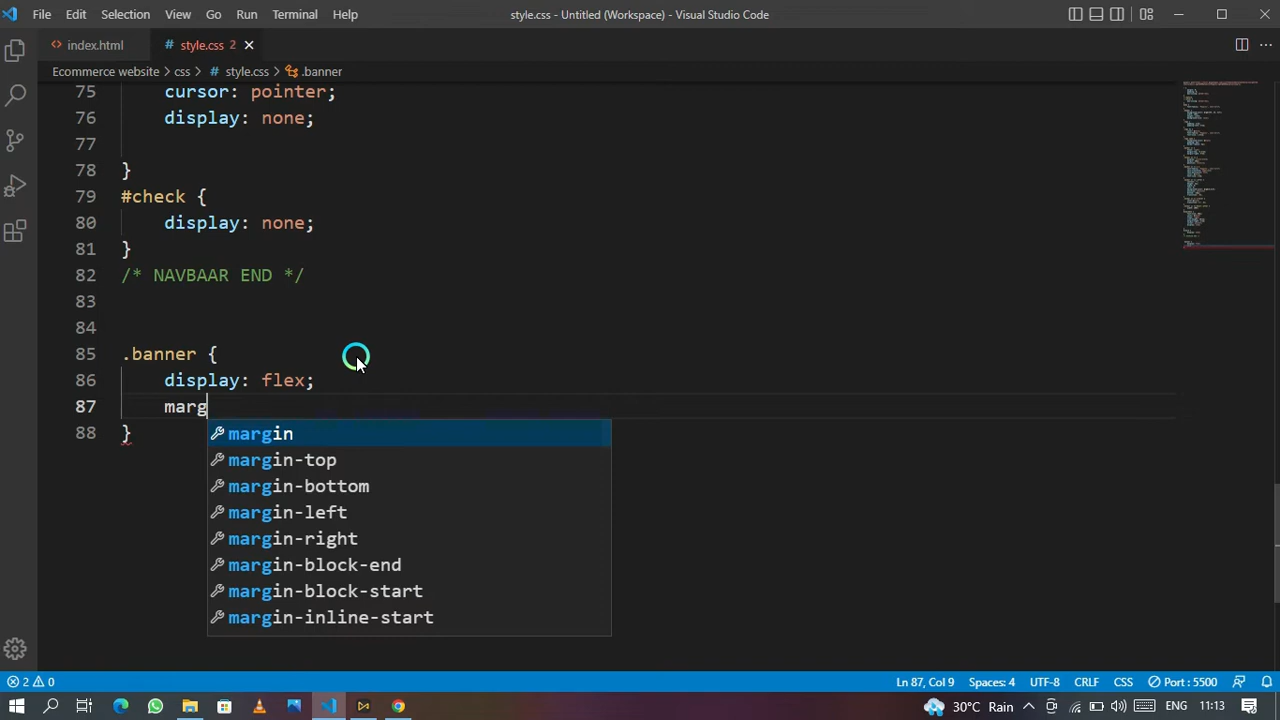 File Edit Selection View Go Run Terminal Help
style.css - Untitled (Workspace) - Visual Studio Code
index.html
# style.css 2
Ecommerce website > css > # style.css > .banner
75 cursor: pointer;
76 display: none;
77
78 }
79 #check {
80 display: none;
81 }
82 /* NAVBAAR END */
83
84
85 .banner {
86 display: flex;
87 marg
margin
margin-top
margin-bottom
margin-left
margin-right
margin-block-end
margin-block-start
margin-inline-start
88 }
2 0
Ln 87, Col 9 Spaces: 4 UTF-8 CRLF CSS Port : 5500
30°C Rain ENG 11:13